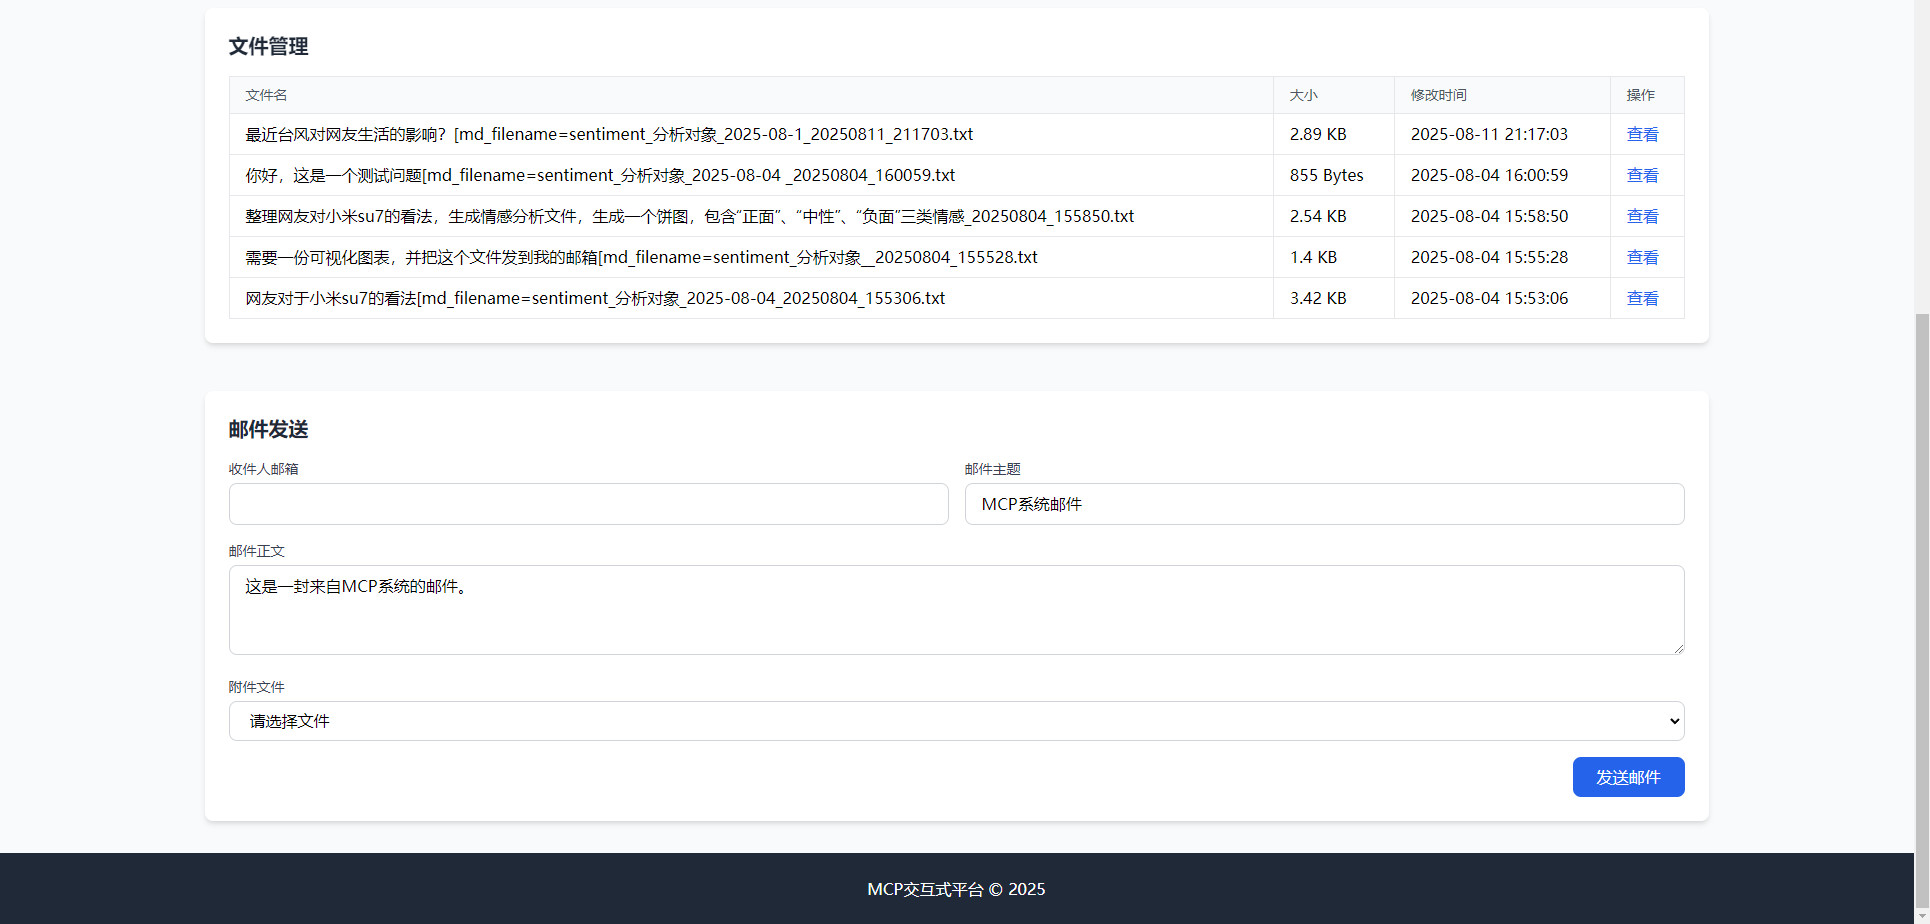 文件管理
文件名 大小 修改时间 操作
最近台风对网友生活的影响？[md_filename=sentiment_分析对象_2025-08-1_20250811_211703.txt 2.89 KB 2025-08-11 21:17:03 查看
你好，这是一个测试问题[md_filename=sentiment_分析对象_2025-08-04 _20250804_160059.txt 855 Bytes 2025-08-04 16:00:59 查看
整理网友对小米su7的看法，生成情感分析文件，生成一个饼图，包含“正面”、“中性”、“负面”三类情感_20250804_155850.txt 2.54 KB 2025-08-04 15:58:50 查看
需要一份可视化图表，并把这个文件发到我的邮箱[md_filename=sentiment_分析对象__20250804_155528.txt 1.4 KB 2025-08-04 15:55:28 查看
网友对于小米su7的看法[md_filename=sentiment_分析对象_2025-08-04_20250804_155306.txt 3.42 KB 2025-08-04 15:53:06 查看
邮件发送
收件人邮箱 邮件主题
MCP系统邮件
邮件正文
这是一封来自MCP系统的邮件。
附件文件
请选择文件
发送邮件
MCP交互式平台 © 2025